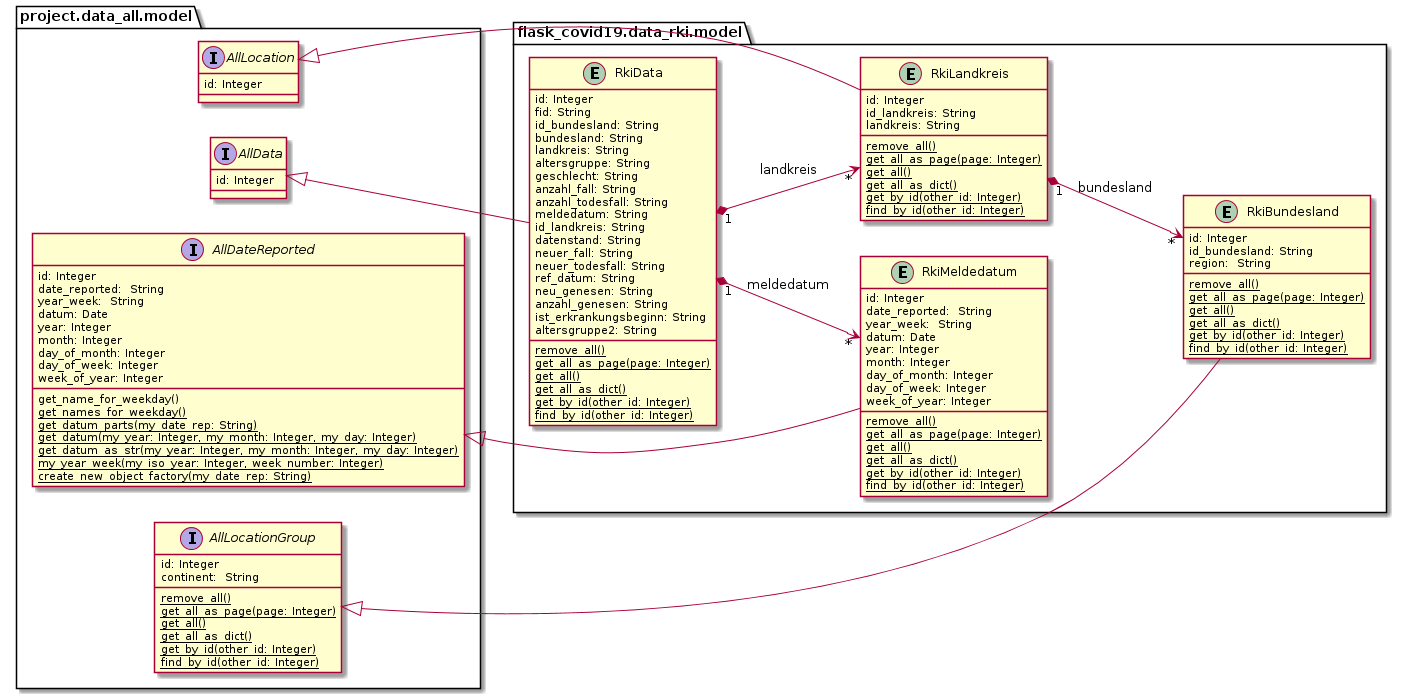 project.data_all.model
I AllLocation
id: Integer
I AllData
id: Integer
I AllDateReported
id: Integer
date_reported: String
year_week: String
datum: Date
year: Integer
month: Integer
day_of_month: Integer
day_of_week: Integer
week_of_year: Integer
get_name_for_weekday()
get_names_for_weekday()
get_datum_parts(my_date_rep: String)
get_datum(my_year: Integer, my_month: Integer, my_day: Integer)
get_datum_as_str(my_year: Integer, my_month: Integer, my_day: Integer)
my_year_week(my_iso_year: Integer, week_number: Integer)
create_new_object_factory(my_date_rep: String)
I AllLocationGroup
id: Integer
continent: String
remove_all()
get_all_as_page(page: Integer)
get_all()
get_all_as_dict()
get_by_id(other_id: Integer)
find_by_id(other_id: Integer)
flask_covid19.data_rki.model
E RkiData
id: Integer
fid: String
id_bundesland: String
bundesland: String
landkreis: String
altersgruppe: String
geschlecht: String
anzahl_fall: String
anzahl_todesfall: String
meldedatum: String
id_landkreis: String
datenstand: String
neuer_fall: String
neuer_todesfall: String
ref_datum: String
neu_genesen: String
anzahl_genesen: String
ist_erkrankungsbeginn: String
altersgruppe2: String
remove_all()
get_all_as_page(page: Integer)
get_all()
get_all_as_dict()
get_by_id(other_id: Integer)
find_by_id(other_id: Integer)
landkreis
1
*
meldedatum
1
*
E RkiLandkreis
id: Integer
id_landkreis: String
landkreis: String
remove_all()
get_all_as_page(page: Integer)
get_all()
get_all_as_dict()
get_by_id(other_id: Integer)
find_by_id(other_id: Integer)
E RkiMeldedatum
id: Integer
date_reported: String
year_week: String
datum: Date
year: Integer
month: Integer
day_of_month: Integer
day_of_week: Integer
week_of_year: Integer
remove_all()
get_all_as_page(page: Integer)
get_all()
get_all_as_dict()
get_by_id(other_id: Integer)
find_by_id(other_id: Integer)
bundesland
1
*
E RkiBundesland
id: Integer
id_bundesland: String
region: String
remove_all()
get_all_as_page(page: Integer)
get_all()
get_all_as_dict()
get_by_id(other_id: Integer)
find_by_id(other_id: Integer)